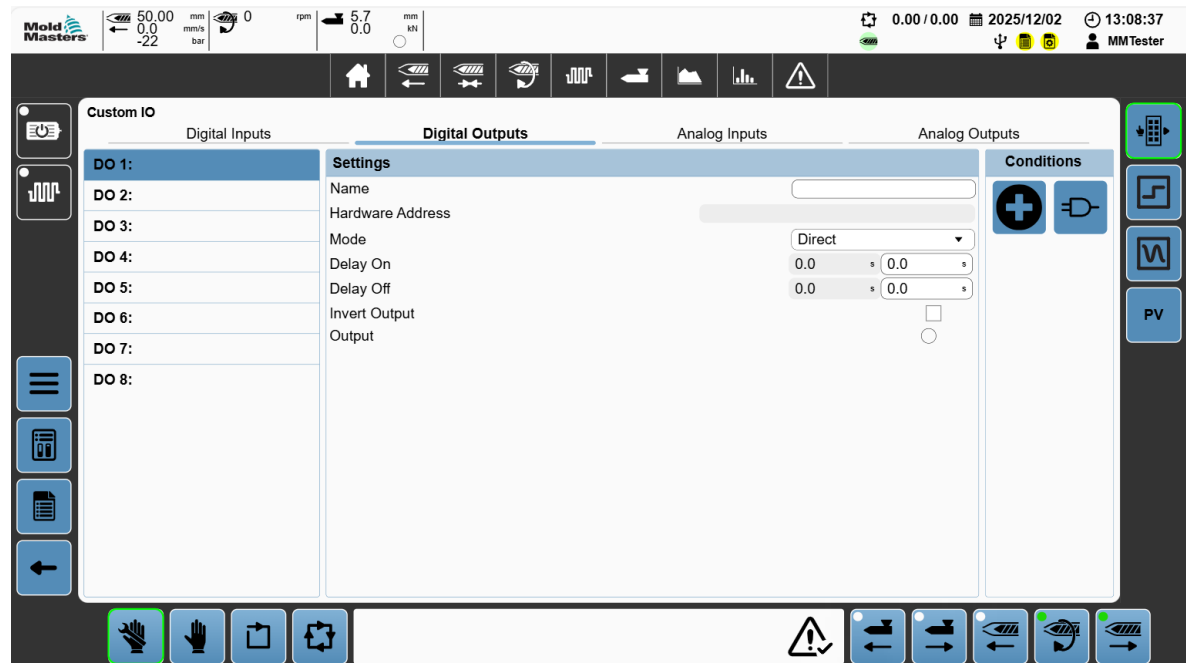 Mold
Masters
50.00 mm
0.0 mm/s
-22 bar
0 rpm
5.7 mm
0.0 kN
0.00 / 0.00
2025/12/02
13:08:37
MMTester
Custom IO
Digital Inputs
Digital Outputs
Analog Inputs
Analog Outputs
DO 1:
DO 2:
DO 3:
DO 4:
DO 5:
DO 6:
DO 7:
DO 8:
Settings
Name
Hardware Address
Mode Direct
Delay On 0.0 s 0.0 s
Delay Off 0.0 s 0.0 s
Invert Output
Output
Conditions
PV